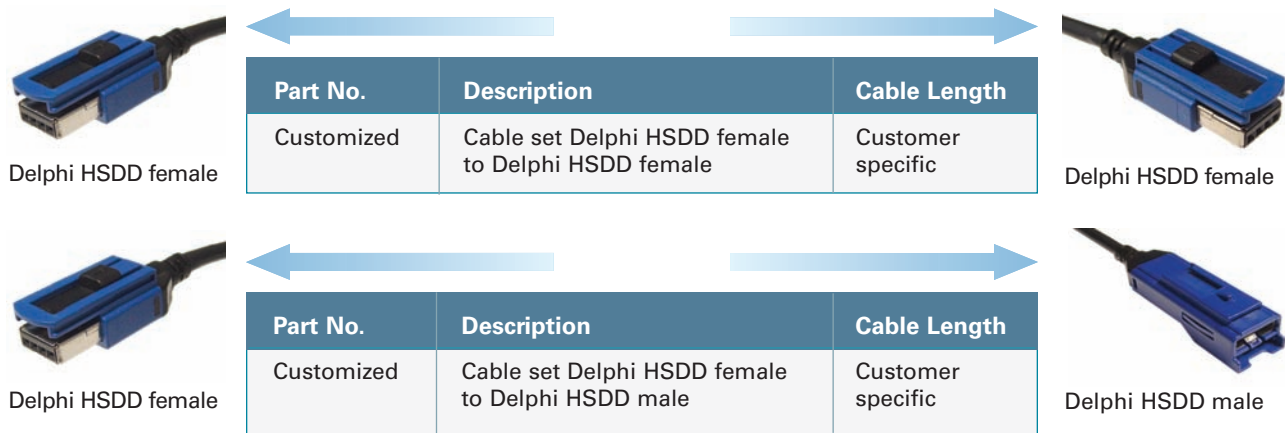 Part No. Description Cable Length
Customized Cable set Delphi HSDD female Customer
to Delphi HSDD female specific
Delphi HSDD female Delphi HSDD female
Part No. Description Cable Length
Customized Cable set Delphi HSDD female Customer
to Delphi HSDD male specific
Delphi HSDD female Delphi HSDD male